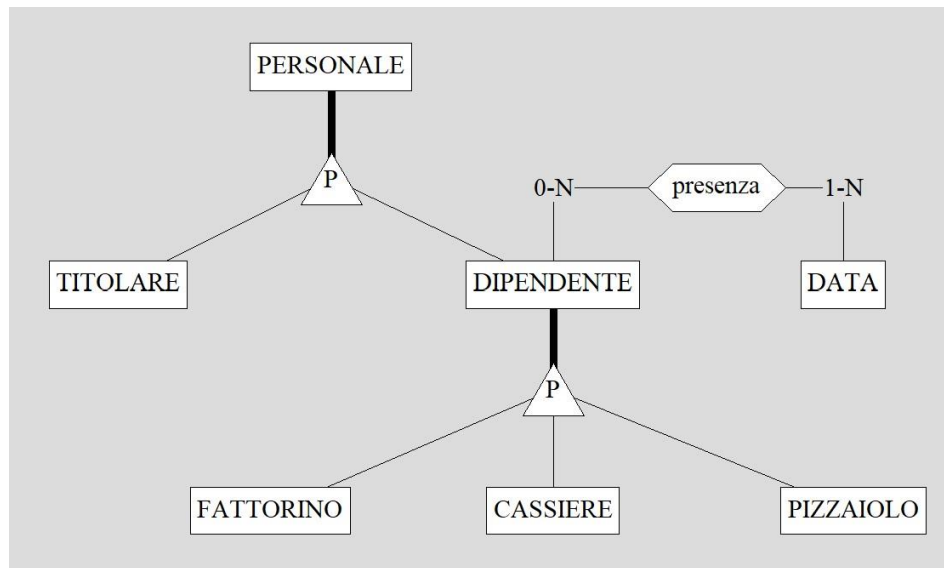 PERSONALE
P
0-N
presenza
1-N
TITOLARE
DIPENDENTE
DATA
P
FATTORINO
CASSIERE
PIZZAIOLO